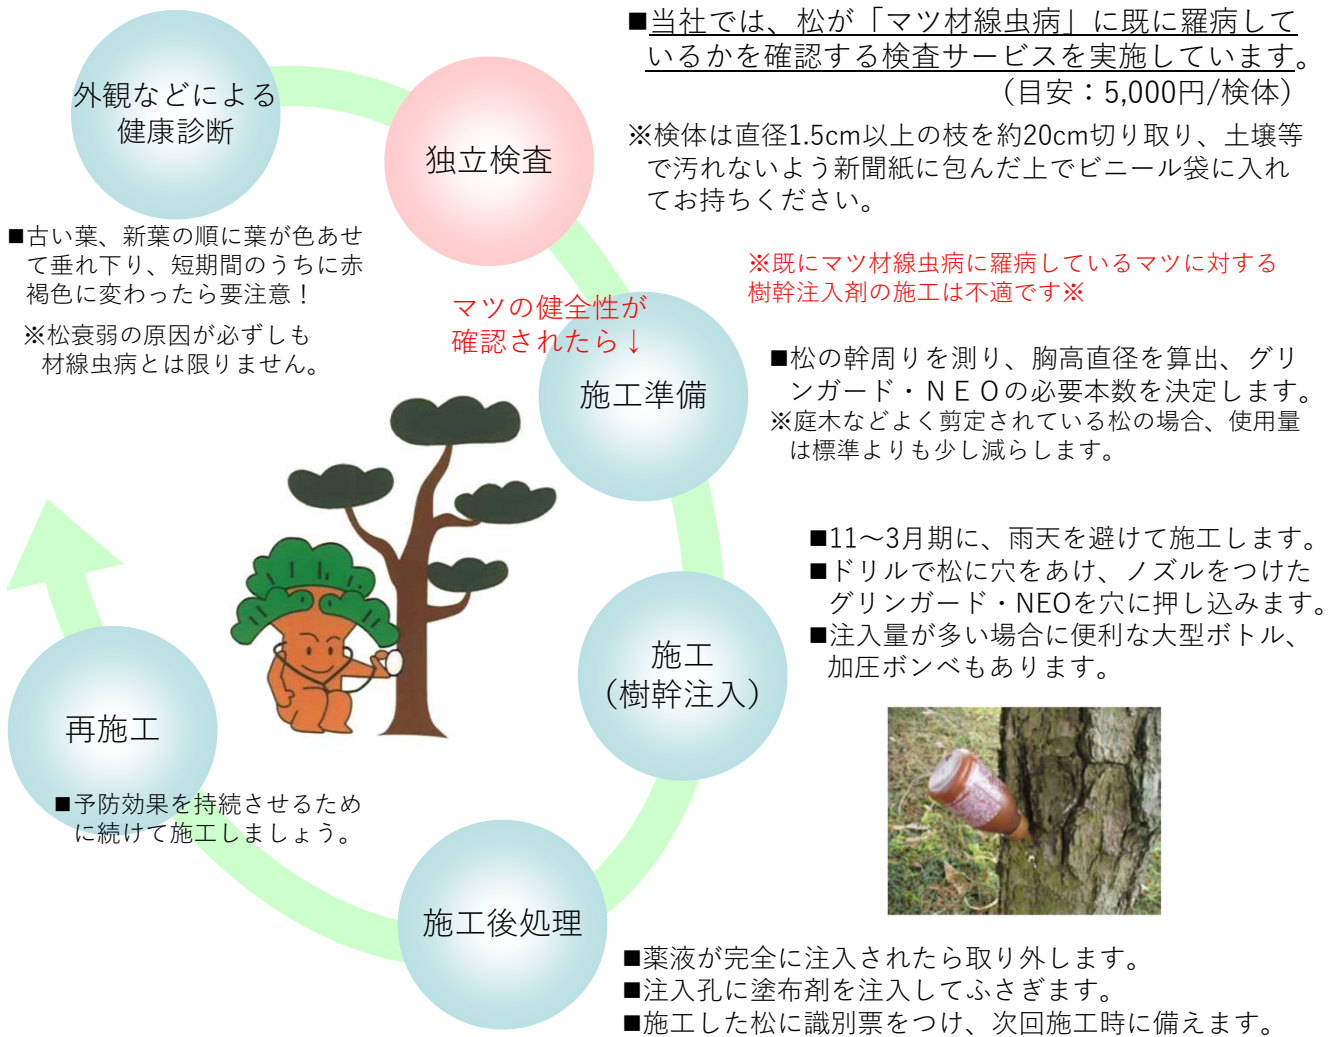 外観などによる
健康診断
■古い葉、新葉の順に葉が色あせ
て垂れ下り、短期間のうちに赤
褐色に変わったら要注意！
※松衰弱の原因が必ずしも
材線虫病とは限りません。
独立検査
■当社では、松が「マツ材線虫病」に既に羅病して
いるかを確認する検査サービスを実施しています。
（目安：5,000円/検体）
※検体は直径1.5cm以上の枝を約20cm切り取り、土壌等
で汚れないよう新聞紙に包んだ上でビニール袋に入れ
てお持ちください。
※既にマツ材線虫病に羅病しているマツに対する
樹幹注入剤の施工は不適です※
マツの健全性が
確認されたら↓
施工準備
■松の幹周りを測り、胸高直径を算出、グリ
ンガード・ＮＥＯの必要本数を決定します。
※庭木などよく剪定されている松の場合、使用量
は標準よりも少し減らします。
施工
（樹幹注入）
■11～3月期に、雨天を避けて施工します。
■ドリルで松に穴をあけ、ノズルをつけた
グリンガード・NEOを穴に押し込みます。
■注入量が多い場合に便利な大型ボトル、
加圧ボンベもあります。
施工後処理
■薬液が完全に注入されたら取り外します。
■注入孔に塗布剤を注入してふさぎます。
■施工した松に識別票をつけ、次回施工時に備えます。
再施工
■予防効果を持続させるため
に続けて施工しましょう。